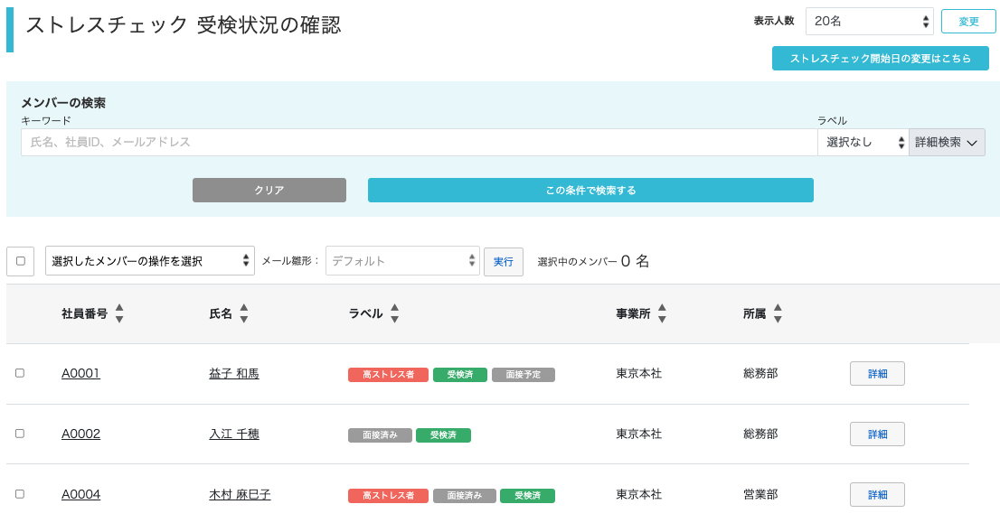 ストレスチェック 受検状況の確認
表示人数 20名 変更
ストレスチェック開始日の変更はこちら
メンバーの検索
キーワード ラベル
氏名、社員ID、メールアドレス 選択なし 詳細検索
クリア この条件で検索する
選択したメンバーの操作を選択 メール雛形： デフォルト 実行 選択中のメンバー 0 名
社員番号 氏名 ラベル 事業所 所属
A0001 益子 和馬 高ストレス者 受検済 面接予定 東京本社 総務部 詳細
A0002 入江 千穂 面接済み 受検済 東京本社 総務部 詳細
A0004 木村 麻巳子 高ストレス者 面接済み 受検済 東京本社 営業部 詳細